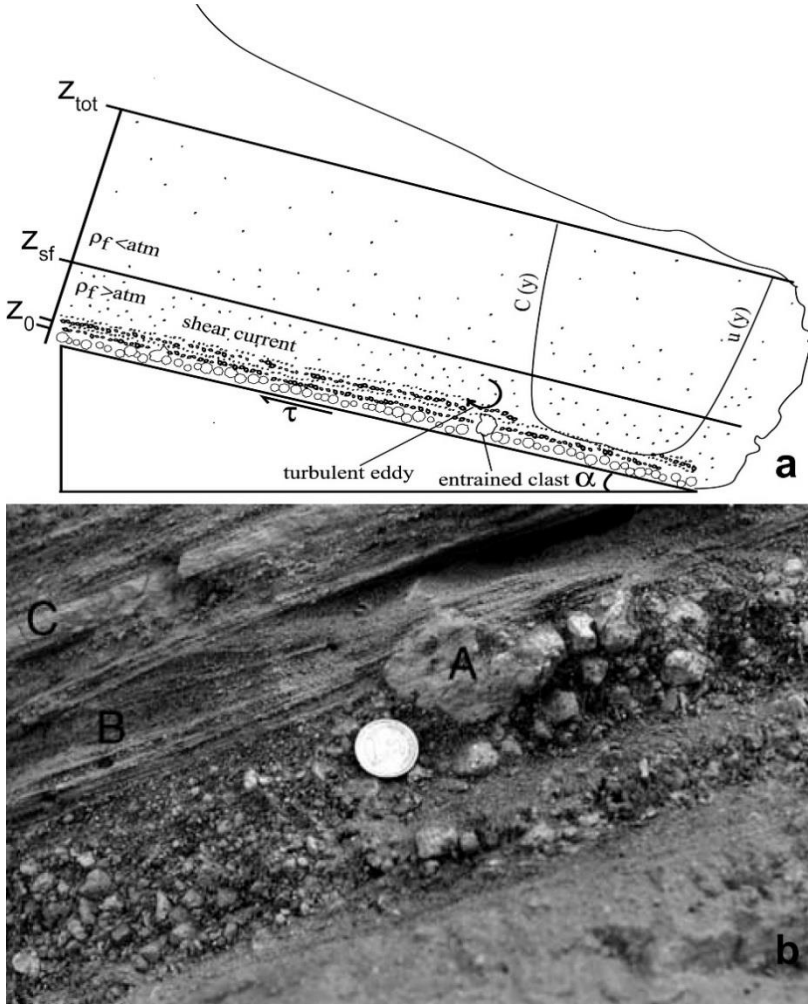 z_tot
C (y)
z_sf
ρ_f <atm
ρ_f >atm
u (y)
z_0
shear current
τ
turbulent eddy
entrained clast
α
a
C
A
B
b